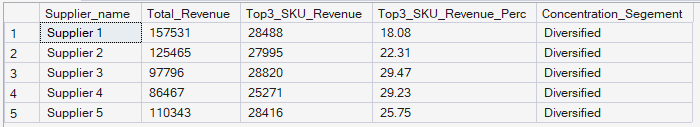 Supplier_name Total_Revenue Top3_SKU_Revenue Top3_SKU_Revenue_Perc Concentration_Segement
1 Supplier 1 157531 28488 18.08 Diversified
2 Supplier 2 125465 27995 22.31 Diversified
3 Supplier 3 97796 28820 29.47 Diversified
4 Supplier 4 86467 25271 29.23 Diversified
5 Supplier 5 110343 28416 25.75 Diversified